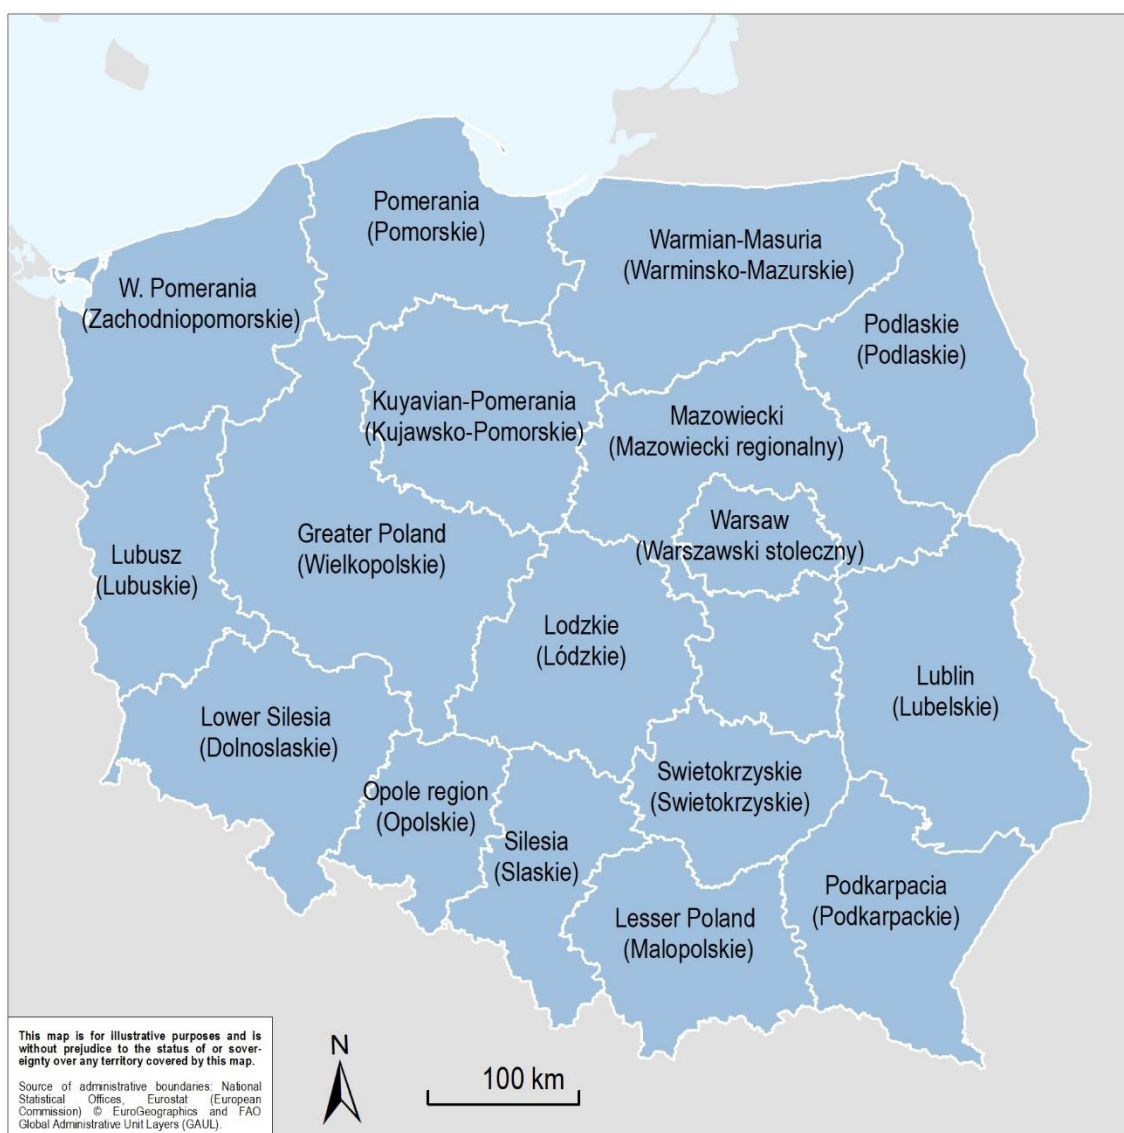 Pomerania
(Pomorskie)
Warmian-Masuria
(Warminsko-Mazurskie)
W. Pomerania
(Zachodniopomorskie)
Podlaskie
(Podlaskie)
Kuyavian-Pomerania
(Kujawsko-Pomorskie)
Mazowiecki
(Mazowiecki regionalny)
Warsaw
(Warszawski stoleczny)
Greater Poland
(Wielkopolskie)
Lubusz
(Lubuskie)
Lodzkie
(Lódzkie)
Lublin
(Lubelskie)
Lower Silesia
(Dolnoslaskie)
Opole region
(Opolskie)
Swietokrzyskie
(Swietokrzyskie)
Silesia
(Slaskie)
Podkarpacia
(Podkarpackie)
Lesser Poland
(Malopolskie)
This map is for illustrative purposes and is
without prejudice to the status of or sover-
eignty over any territory covered by this map.
Source of administrative boundaries: National
Statistical Offices, Eurostat (European
Commission) © EuroGeographics and FAO
Global Administrative Unit Layers (GAUL).
N
100 km